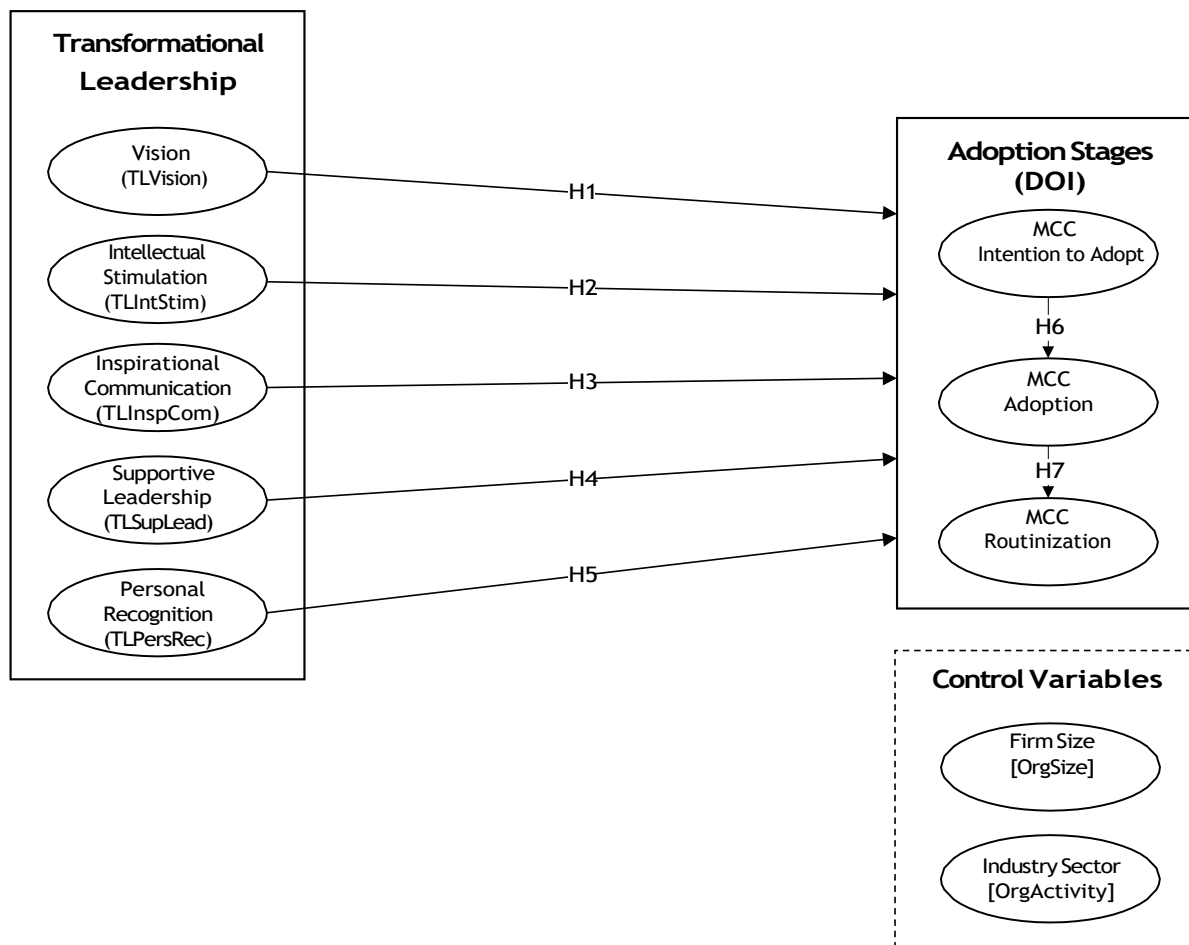 Transformational
Leadership
Vision
(TLVision)
Intellectual
Stimulation
(TLIntStim)
Inspirational
Communication
(TLInspCom)
Supportive
Leadership
(TLSupLead)
Personal
Recognition
(TLPersRec)
H1
H2
H3
H4
H5
Adoption Stages
(DOI)
MCC
Intention to Adopt
H6
MCC
Adoption
H7
MCC
Routinization
Control Variables
Firm Size
[OrgSize]
Industry Sector
[OrgActivity]